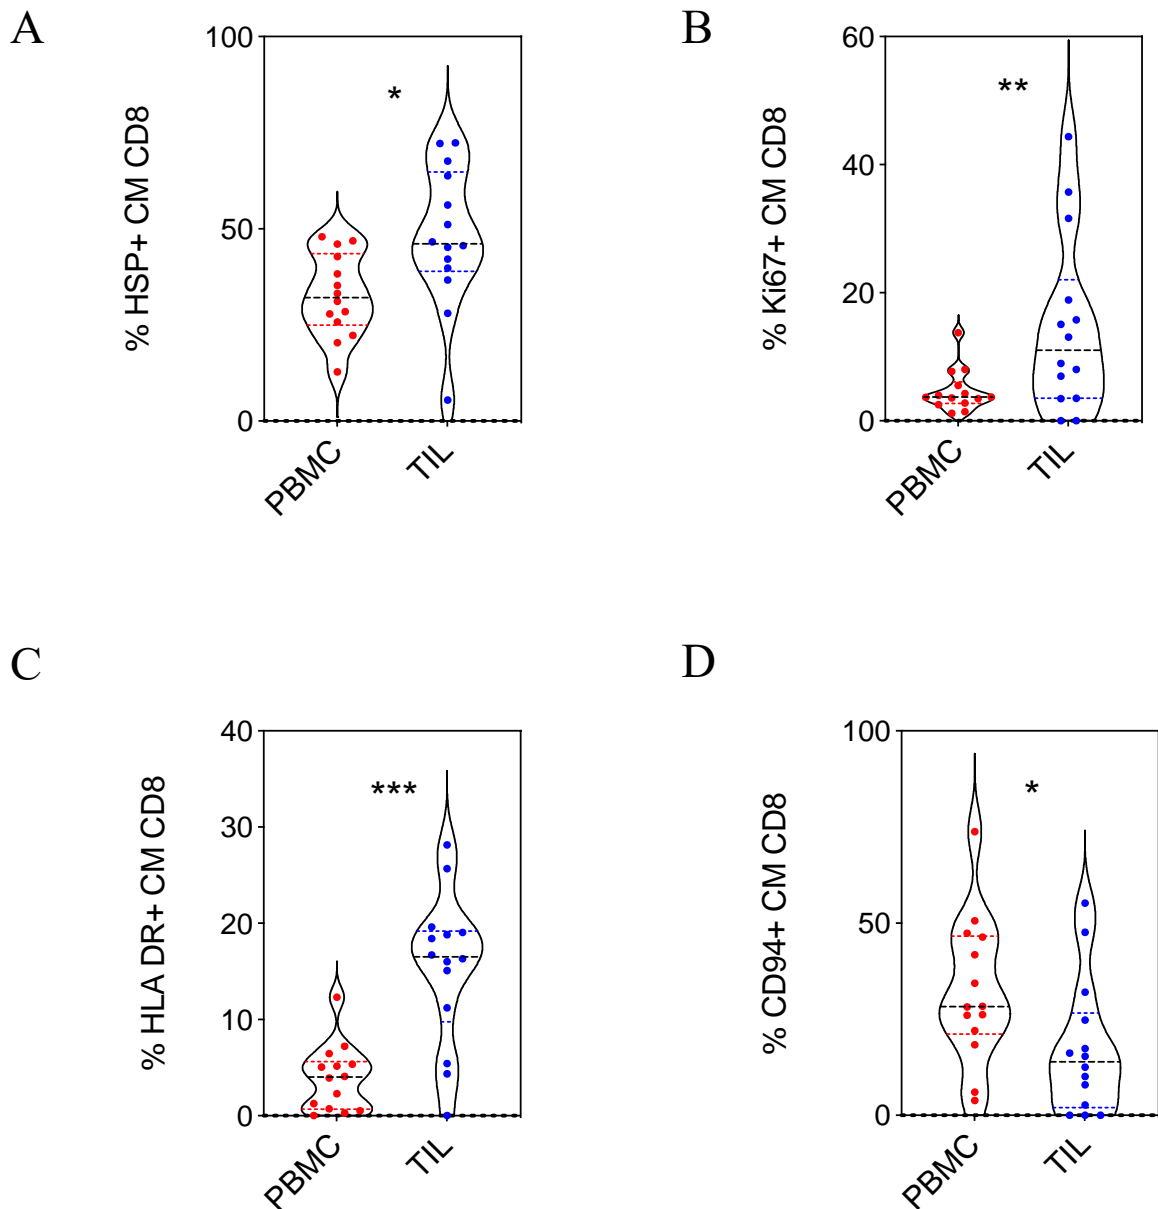 A
B
100
50
0
% HSP+ CM CD8
*
PBMC
TIL
60
40
20
0
% Ki67+ CM CD8
**
PBMC
TIL
C
D
40
30
20
10
0
% HLA DR+ CM CD8
***
PBMC
TIL
100
50
0
% CD94+ CM CD8
*
PBMC
TIL